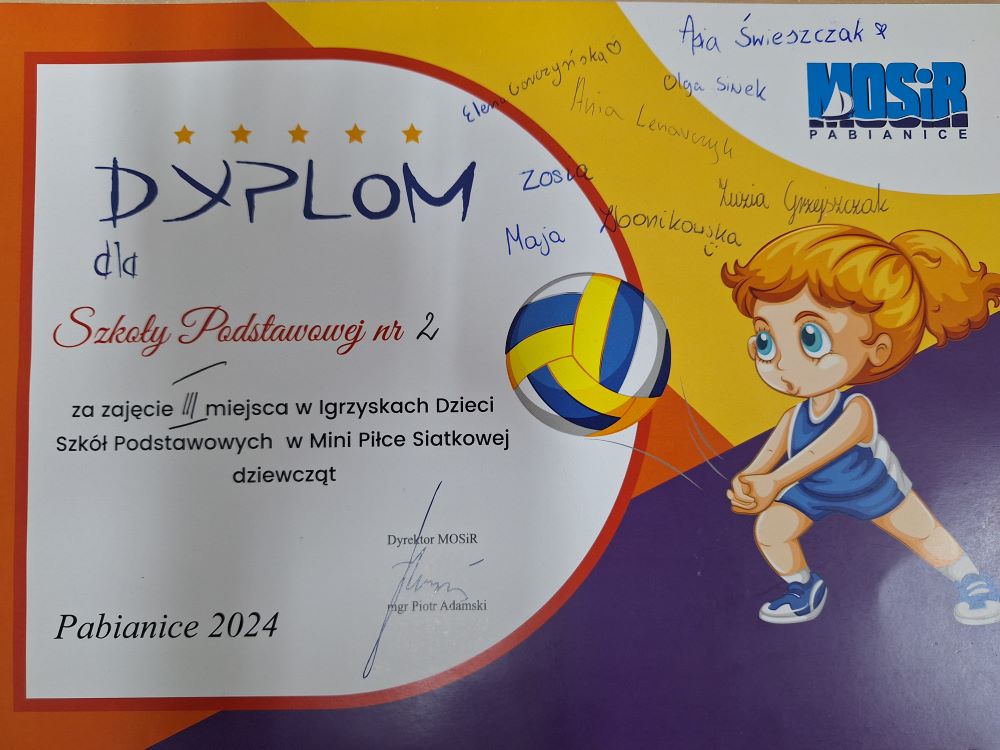 Asia Świeszczak
Elena Gorczyńska
Olga Sinek
Ania Lenarczyk
MOSiR
PABIANICE
DYPLOM
Zosia
Zuzia Grzejszczak
Maja
dla
Szkoły Podstawowej nr 2
za zajęcie III miejsca w Igrzyskach Dzieci
Szkół Podstawowych w Mini Piłce Siatkowej
dziewcząt
Dyrektor MOSiR
mgr Piotr Adamski
Pabianice 2024